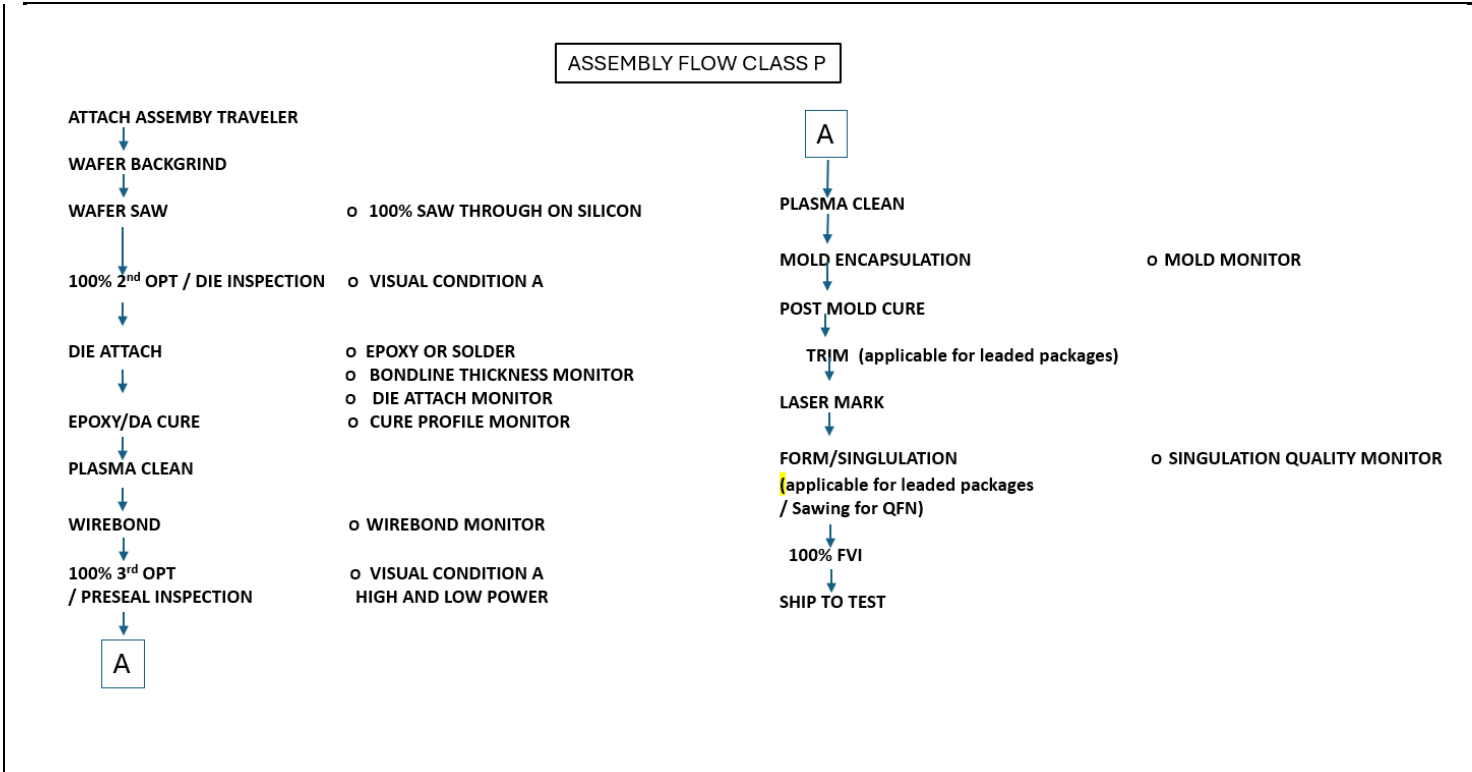 ASSEMBLY FLOW CLASS P
ATTACH ASSEMBY TRAVELER
WAFER BACKGRIND
WAFER SAW
o 100% SAW THROUGH ON SILICON
100% 2nd OPT / DIE INSPECTION
o VISUAL CONDITION A
DIE ATTACH
o EPOXY OR SOLDER
o BONDLINE THICKNESS MONITOR
o DIE ATTACH MONITOR
EPOXY/DA CURE
o CURE PROFILE MONITOR
PLASMA CLEAN
WIREBOND
o WIREBOND MONITOR
100% 3rd OPT
/ PRESEAL INSPECTION
o VISUAL CONDITION A
HIGH AND LOW POWER
A
A
PLASMA CLEAN
MOLD ENCAPSULATION
o MOLD MONITOR
POST MOLD CURE
TRIM (applicable for leaded packages)
LASER MARK
FORM/SINGLULATION
o SINGULATION QUALITY MONITOR
(applicable for leaded packages
/ Sawing for QFN)
100% FVI
SHIP TO TEST